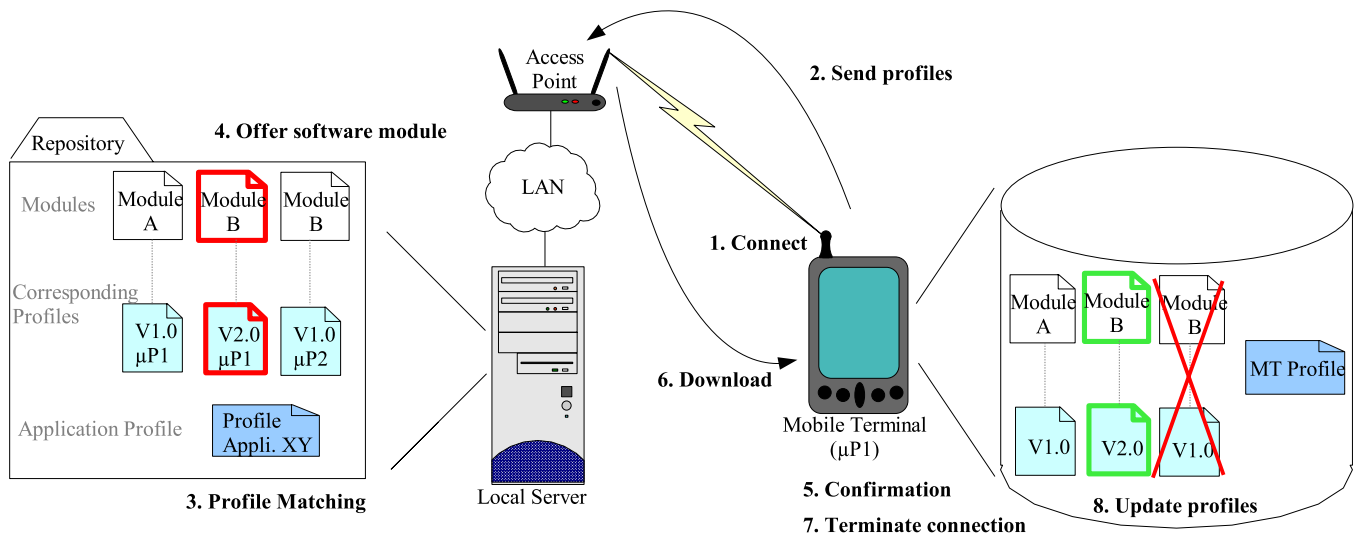 Access
Point
2. Send profiles
4. Offer software module
Repository
Modules
Module
A
Module
B
Module
B
LAN
1. Connect
Corresponding
Profiles
V1.0
µP1
V2.0
µP1
V1.0
µP2
Application Profile
Profile
Appli. XY
3. Profile Matching
Local Server
6. Download
Mobile Terminal
(µP1)
5. Confirmation
7. Terminate connection
Module
A
Module
B
Module
B
MT Profile
V1.0
V2.0
V1.0
8. Update profiles